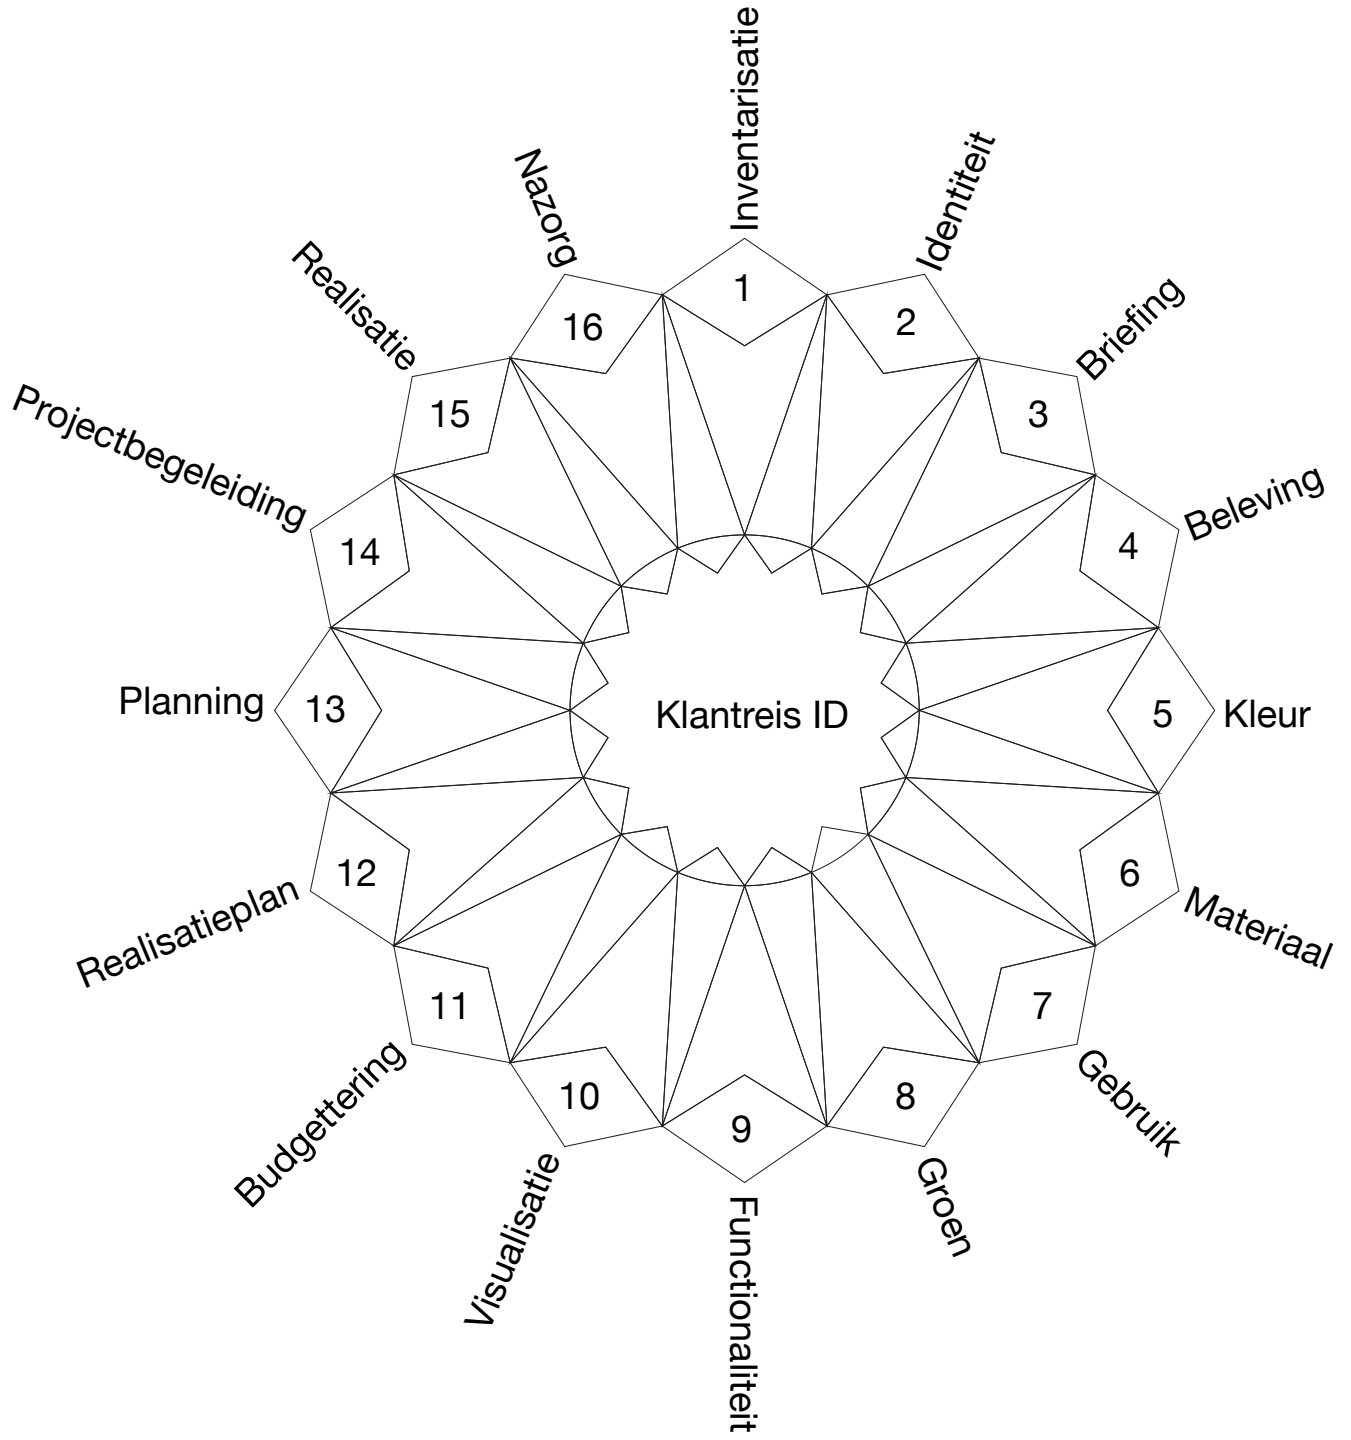 Inventarisatie
1
Identiteit
2
Briefing
3
Beleving
4
Kleur
5
Materiaal
6
Gebruik
7
Groen
8
Functionaliteit
9
Visualisatie
10
Budgettering
11
Realisatieplan
12
Planning
13
Projectbegeleiding
14
Realisatie
15
Nazorg
16
Klantreis ID